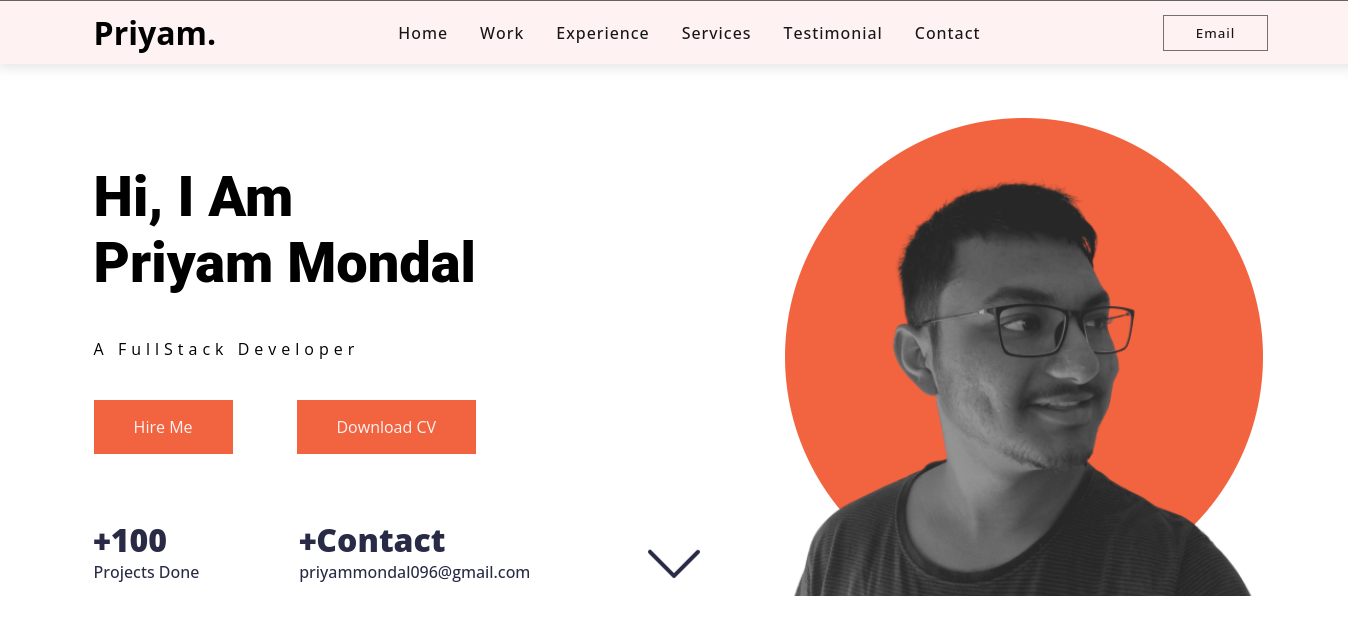 Priyam.
Home Work Experience Services Testimonial Contact
Email
Hi, I Am
Priyam Mondal
A FullStack Developer
Hire Me
Download CV
+100
Projects Done
+Contact
priyammondal096@gmail.com